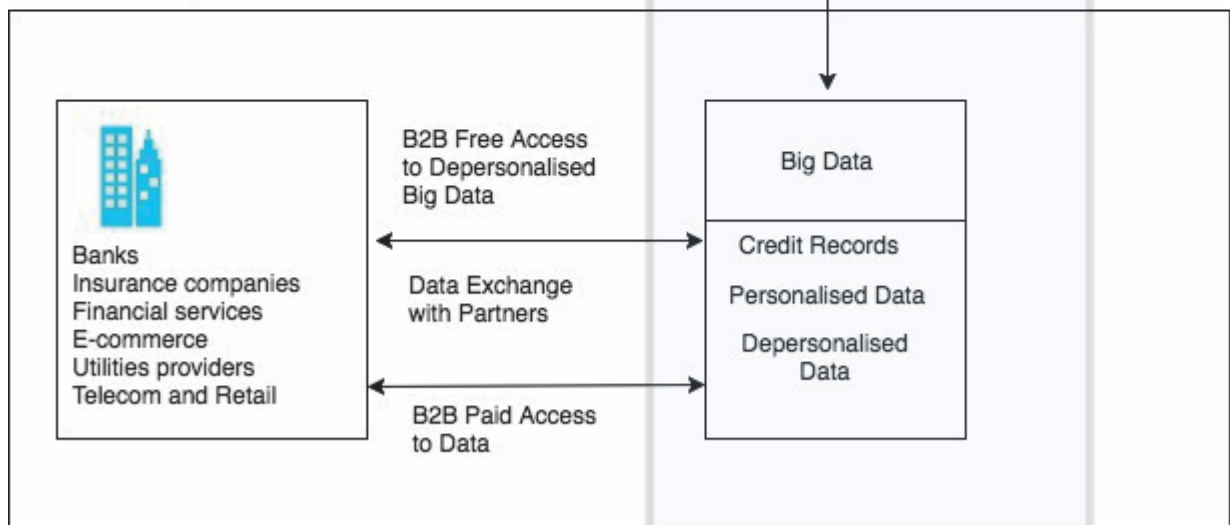 Banks
Insurance companies
Financial services
E-commerce
Utilities providers
Telecom and Retail
B2B Free Access
to Depersonalised
Big Data
Data Exchange
with Partners
B2B Paid Access
to Data
Big Data
Credit Records
Personalised Data
Depersonalised
Data